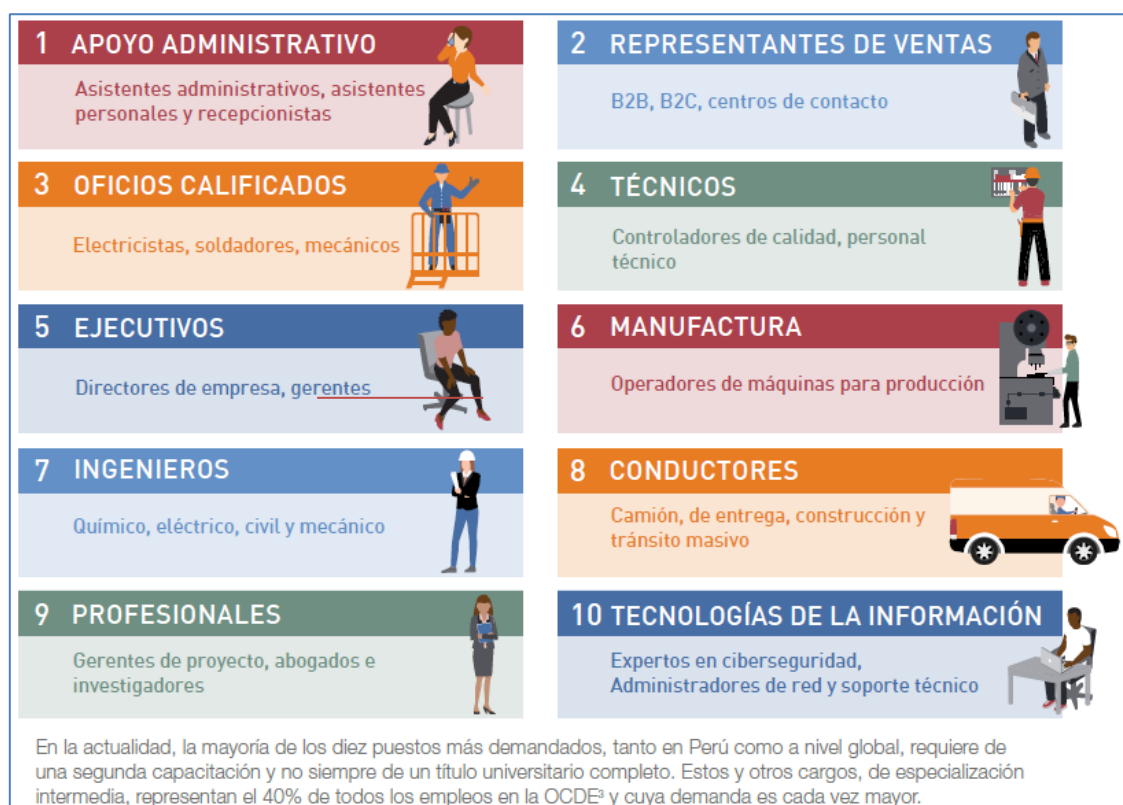 1 APOYO ADMINISTRATIVO
Asistentes administrativos, asistentes
personales y recepcionistas
2 REPRESENTANTES DE VENTAS
B2B, B2C, centros de contacto
3 OFICIOS CALIFICADOS
Electricistas, soldadores, mecánicos
4 TÉCNICOS
Controladores de calidad, personal
técnico
5 EJECUTIVOS
Directores de empresa, gerentes
6 MANUFACTURA
Operadores de máquinas para producción
7 INGENIEROS
Químico, eléctrico, civil y mecánico
8 CONDUCTORES
Camión, de entrega, construcción y
tránsito masivo
9 PROFESIONALES
Gerentes de proyecto, abogados e
investigadores
10 TECNOLOGÍAS DE LA INFORMACIÓN
Expertos en ciberseguridad,
Administradores de red y soporte técnico
En la actualidad, la mayoría de los diez puestos más demandados, tanto en Perú como a nivel global, requiere de
una segunda capacitación y no siempre de un título universitario completo. Estos y otros cargos, de especialización
intermedia, representan el 40% de todos los empleos en la OCDE³ y cuya demanda es cada vez mayor.